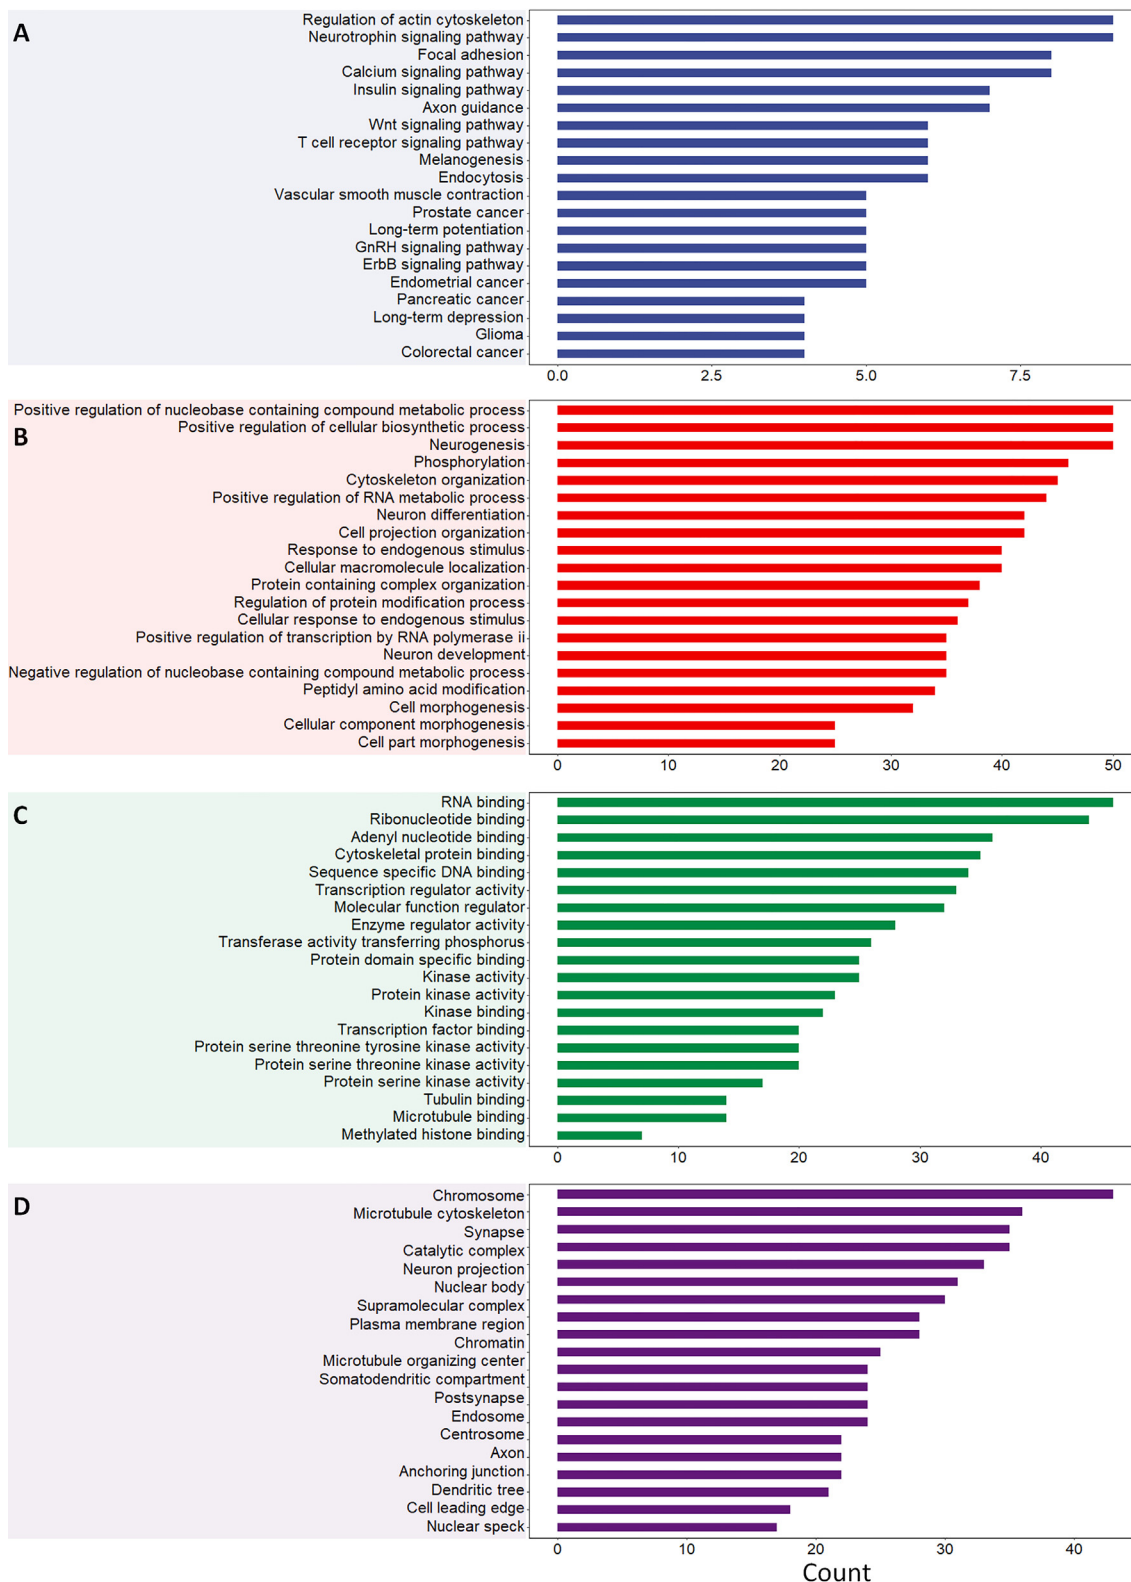 A
Regulation of actin cytoskeleton
Neurotrophin signaling pathway
Focal adhesion
Calcium signaling pathway
Insulin signaling pathway
Axon guidance
Wnt signaling pathway
T cell receptor signaling pathway
Melanogenesis
Endocytosis
Vascular smooth muscle contraction
Prostate cancer
Long-term potentiation
GnRH signaling pathway
ErbB signaling pathway
Endometrial cancer
Pancreatic cancer
Long-term depression
Glioma
Colorectal cancer
0.0 2.5 5.0 7.5
B
Positive regulation of nucleobase containing compound metabolic process
Positive regulation of cellular biosynthetic process
Neurogenesis
Phosphorylation
Cytoskeleton organization
Positive regulation of RNA metabolic process
Neuron differentiation
Cell projection organization
Response to endogenous stimulus
Cellular macromolecule localization
Protein containing complex organization
Regulation of protein modification process
Cellular response to endogenous stimulus
Positive regulation of transcription by RNA polymerase ii
Neuron development
Negative regulation of nucleobase containing compound metabolic process
Peptidyl amino acid modification
Cell morphogenesis
Cellular component morphogenesis
Cell part morphogenesis
0 10 20 30 40 50
C
RNA binding
Ribonucleotide binding
Adenyl nucleotide binding
Cytoskeletal protein binding
Sequence specific DNA binding
Transcription regulator activity
Molecular function regulator
Enzyme regulator activity
Transferase activity transferring phosphorus
Protein domain specific binding
Kinase activity
Protein kinase activity
Kinase binding
Transcription factor binding
Protein serine threonine tyrosine kinase activity
Protein serine threonine kinase activity
Protein serine kinase activity
Tubulin binding
Microtubule binding
Methylated histone binding
0 10 20 30 40
D
Chromosome
Microtubule cytoskeleton
Synapse
Catalytic complex
Neuron projection
Nuclear body
Supramolecular complex
Plasma membrane region
Chromatin
Microtubule organizing center
Somatodendritic compartment
Postsynapse
Endosome
Centrosome
Axon
Anchoring junction
Dendritic tree
Cell leading edge
Nuclear speck
0 10 20 30 40
Count